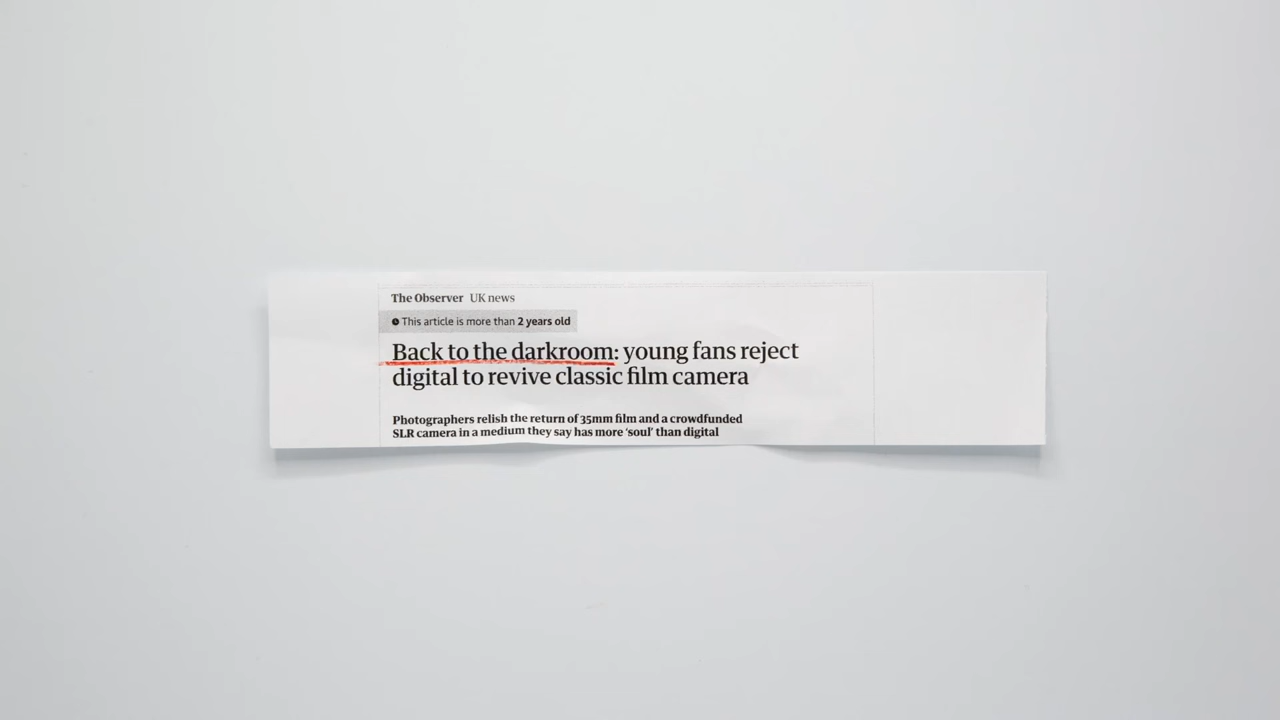 The Observer UK news
This article is more than 2 years old
Back to the darkroom: young fans reject
digital to revive classic film camera
Photographers relish the return of 35mm film and a crowdfunded
SLR camera in a medium they say has more ‘soul’ than digital